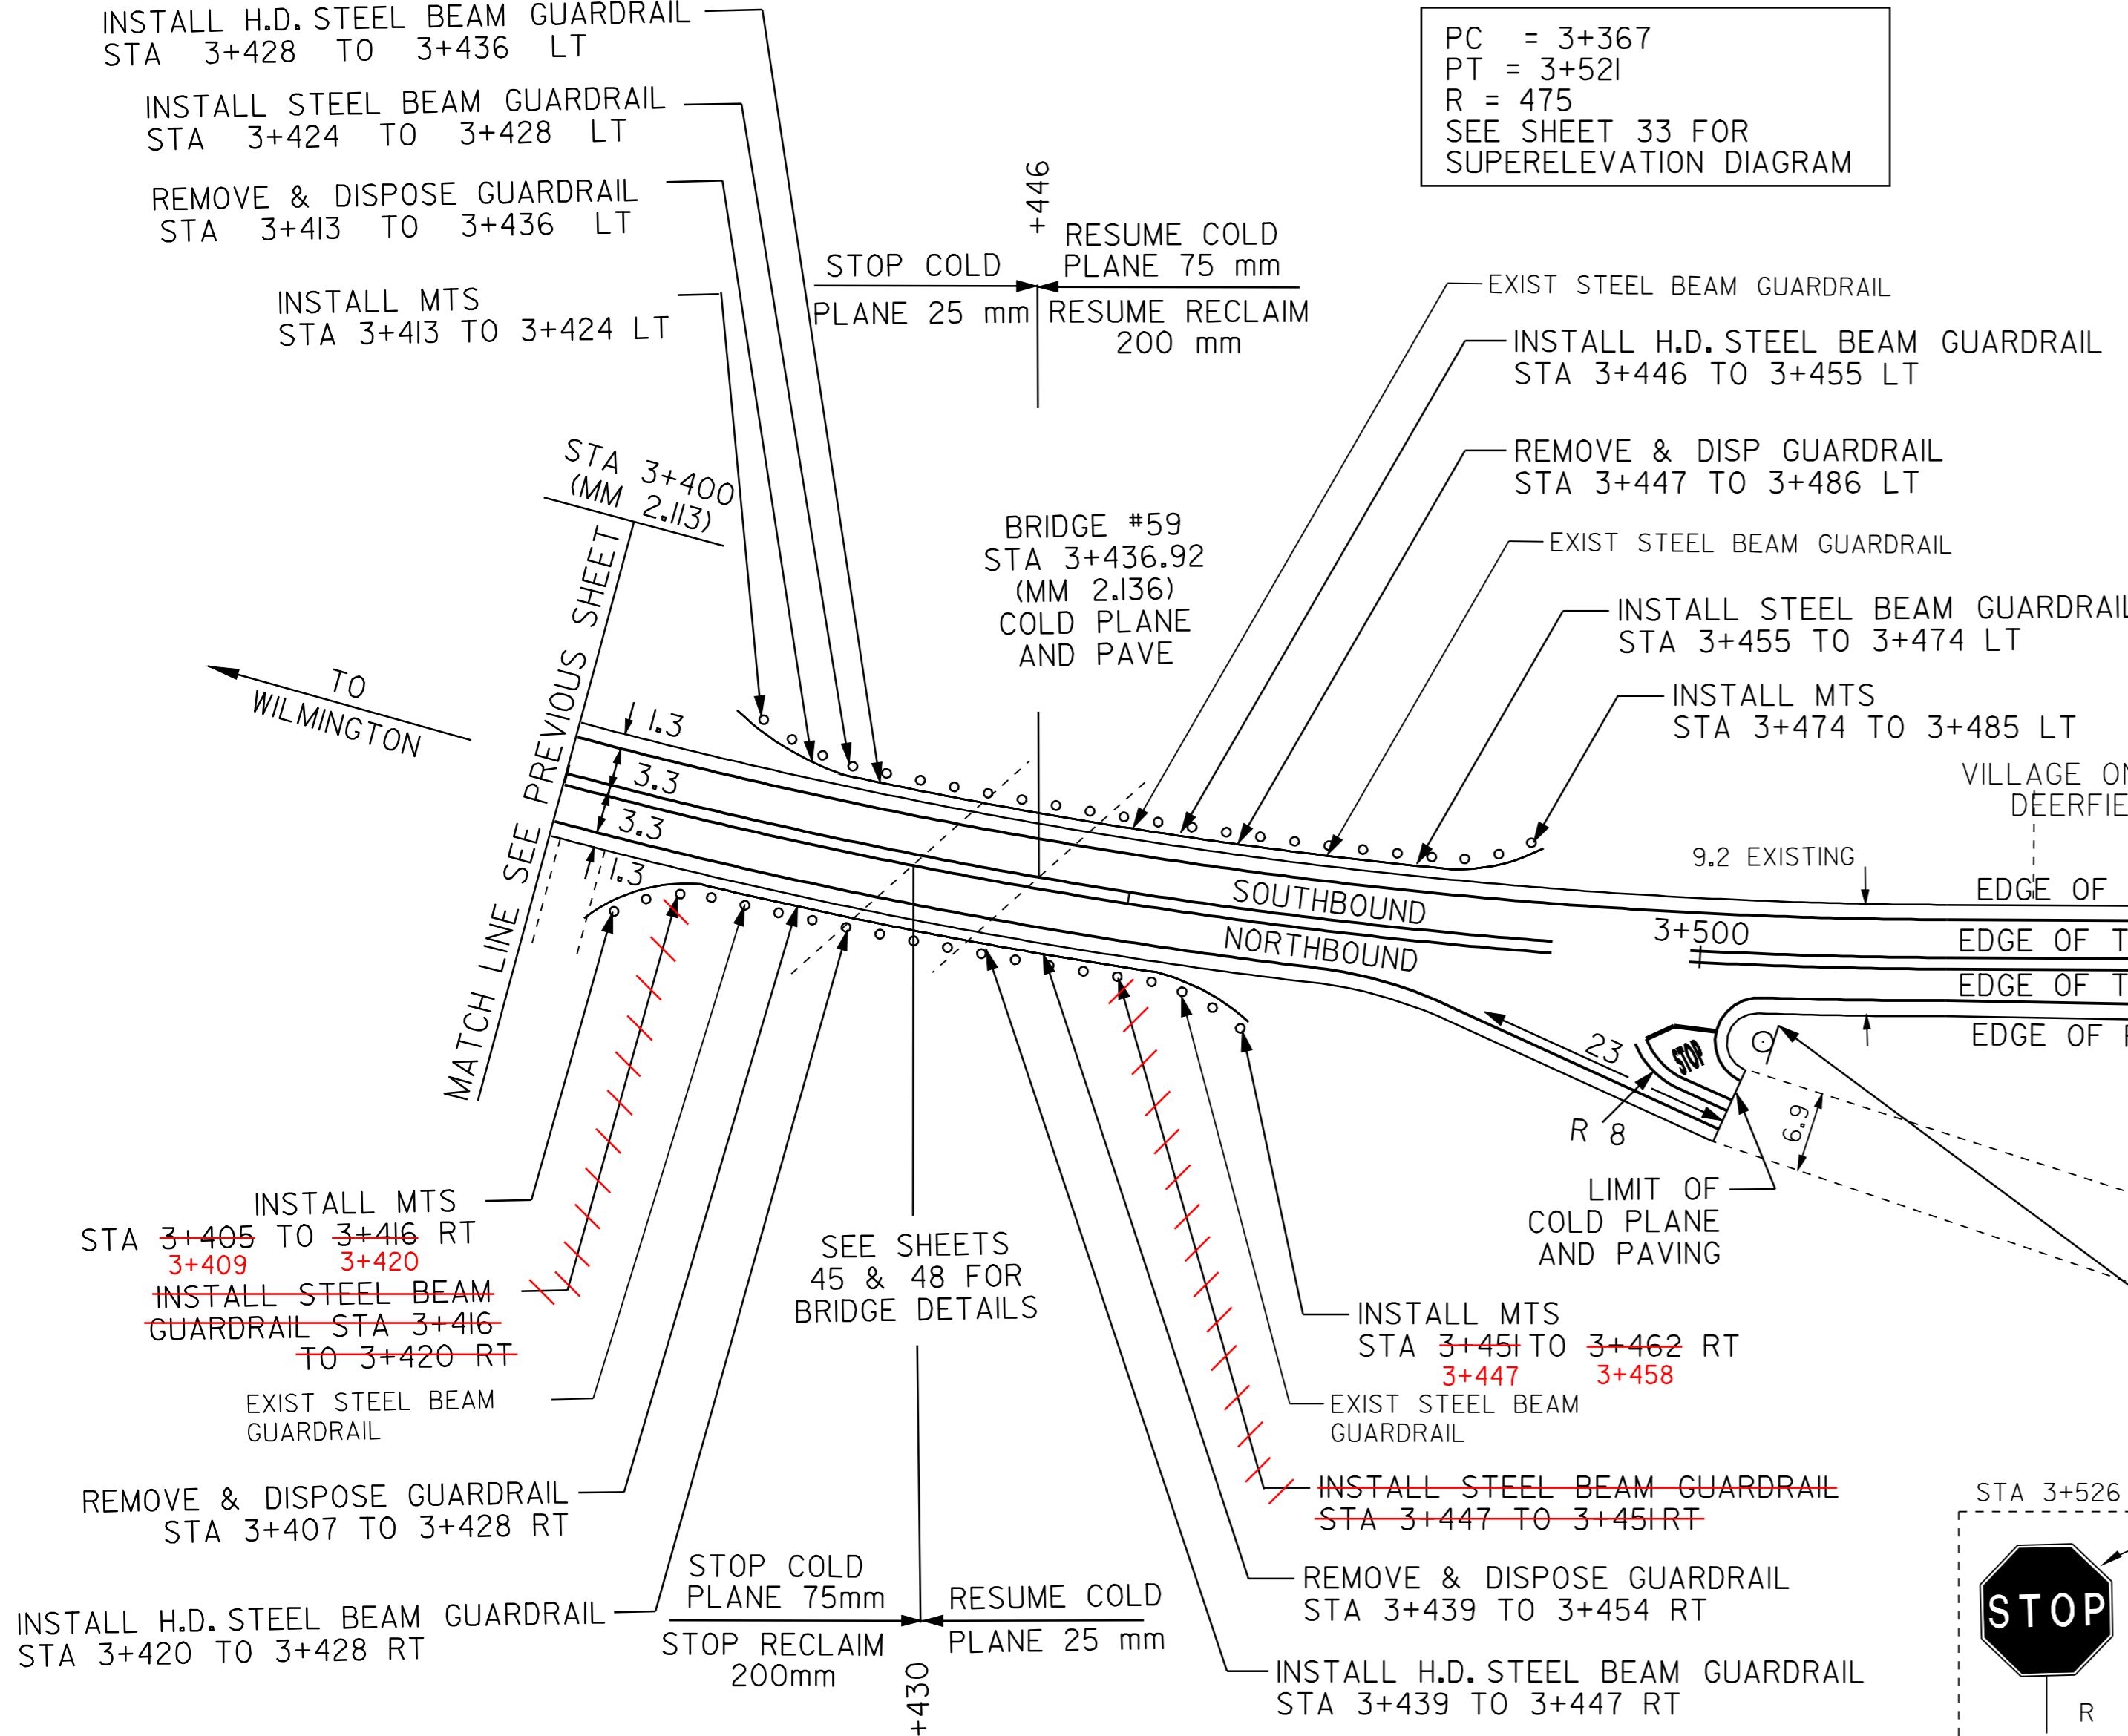 INSTALL H.D. STEEL BEAM GUARDRAIL
STA 3+428 TO 3+436 LT
INSTALL STEEL BEAM GUARDRAIL
STA 3+424 TO 3+428 LT
REMOVE & DISPOSE GUARDRAIL
STA 3+413 TO 3+436 LT
INSTALL MTS
STA 3+413 TO 3+424 LT
PC = 3+367
PT = 3+521
R = 475
SEE SHEET 33 FOR
SUPERELEVATION DIAGRAM
+446
STOP COLD
PLANE 25 mm
RESUME COLD
PLANE 75 mm
RESUME RECLAIM
200 mm
EXIST STEEL BEAM GUARDRAIL
INSTALL H.D. STEEL BEAM GUARDRAIL
STA 3+446 TO 3+455 LT
REMOVE & DISP GUARDRAIL
STA 3+447 TO 3+486 LT
EXIST STEEL BEAM GUARDRAIL
INSTALL STEEL BEAM GUARDRAIL
STA 3+455 TO 3+474 LT
INSTALL MTS
STA 3+474 TO 3+485 LT
STA 3+400
(MM 2.113)
MATCH LINE SEE PREVIOUS SHEET
TO
WILMINGTON
BRIDGE #59
STA 3+436.92
(MM 2.136)
COLD PLANE
AND PAVE
1.3
3.3
3.3
1.3
SOUTHBOUND
NORTHBOUND
VILLAGE
9.2 EXISTING
3+500
EDGE OF
EDGE OF T
EDGE OF T
EDGE OF
23
STOP
R 8
6.9
LIMIT OF
COLD PLANE
AND PAVING
INSTALL MTS
STA 3+405 TO 3+416 RT
3+409 3+420
INSTALL STEEL BEAM
GUARDRAIL STA 3+416
TO 3+420 RT
EXIST STEEL BEAM
GUARDRAIL
REMOVE & DISPOSE GUARDRAIL
STA 3+407 TO 3+428 RT
INSTALL H.D. STEEL BEAM GUARDRAIL
STA 3+420 TO 3+428 RT
SEE SHEETS
45 & 48 FOR
BRIDGE DETAILS
STOP COLD
PLANE 75mm
STOP RECLAIM
200mm
RESUME COLD
PLANE 25 mm
+430
INSTALL MTS
STA 3+451 TO 3+462 RT
3+447 3+458
EXIST STEEL BEAM
GUARDRAIL
INSTALL STEEL BEAM GUARDRAIL
STA 3+447 TO 3+451 RT
REMOVE & DISPOSE GUARDRAIL
STA 3+439 TO 3+454 RT
INSTALL H.D. STEEL BEAM GUARDRAIL
STA 3+439 TO 3+447 RT
STA 3+526
STOP
R